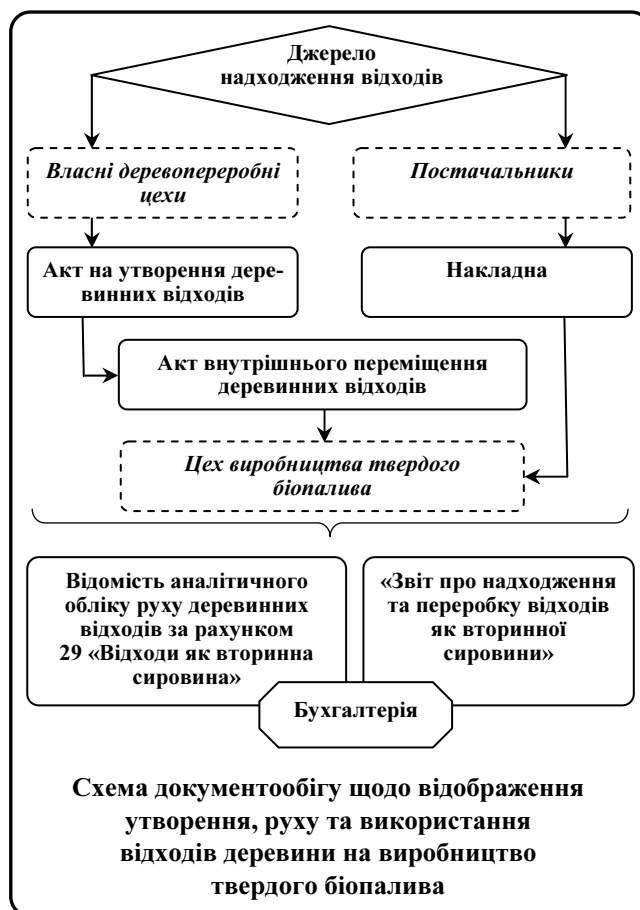 Джерело
надходження відходів
Власні деревопереробні
цехи
Постачальники
Акт на утворення дере-
винних відходів
Накладна
Акт внутрішнього переміщення
деревинних відходів
Цех виробництва твердого
біопалива
Відомість аналітичного
обліку руху деревинних
відходів за рахунком
29 «Відходи як вторинна
сировина»
«Звіт про надходження
та переробку відходів
як вторинної
сировини»
Бухгалтерія
Схема документообігу щодо відображення
утворення, руху та використання
відходів деревини на виробництво
твердого біопалива